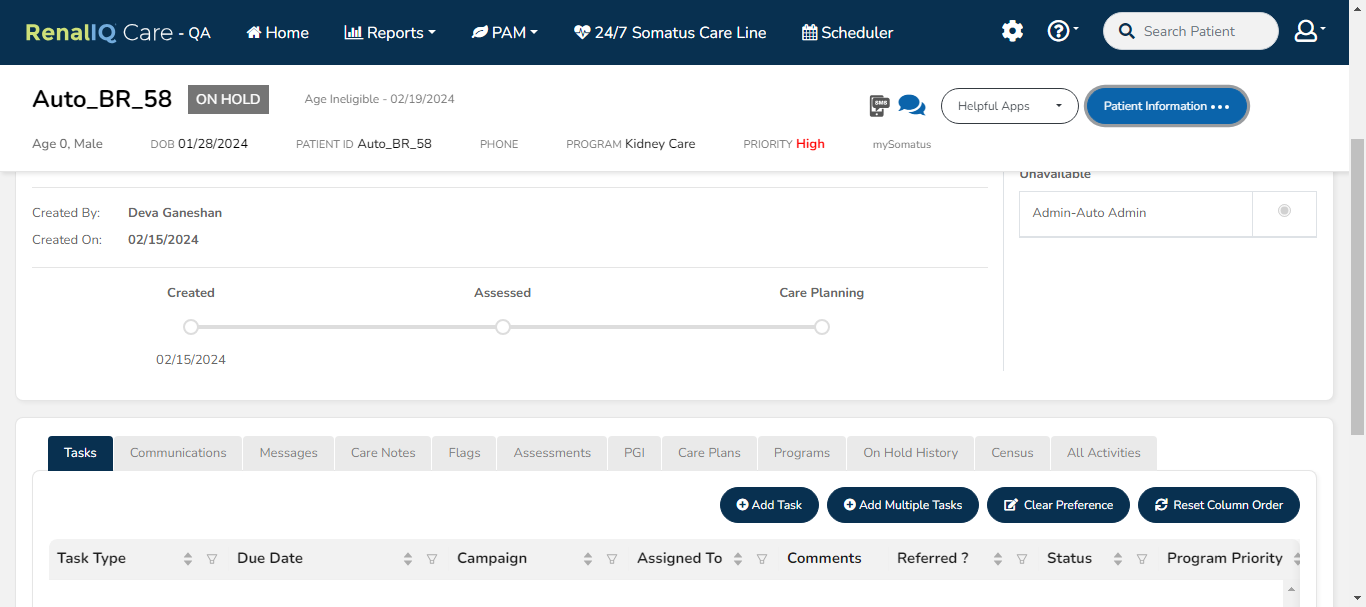 RenalIQ Care - QA Home Reports PAM 24/7 Somatus Care Line Scheduler Search Patient
Auto_BR_58 ON HOLD Age Ineligible - 02/19/2024 SMS Helpful Apps Patient Information •••
Age 0, Male DOB 01/28/2024 PATIENT ID Auto_BR_58 PHONE PROGRAM Kidney Care PRIORITY High mySomatus
Unavailable
Created By: Deva Ganeshan Admin-Auto Admin
Created On: 02/15/2024
Created Assessed Care Planning
02/15/2024
Tasks Communications Messages Care Notes Flags Assessments PGI Care Plans Programs On Hold History Census All Activities
Add Task Add Multiple Tasks Clear Preference Reset Column Order
Task Type Due Date Campaign Assigned To Comments Referred ? Status Program Priority